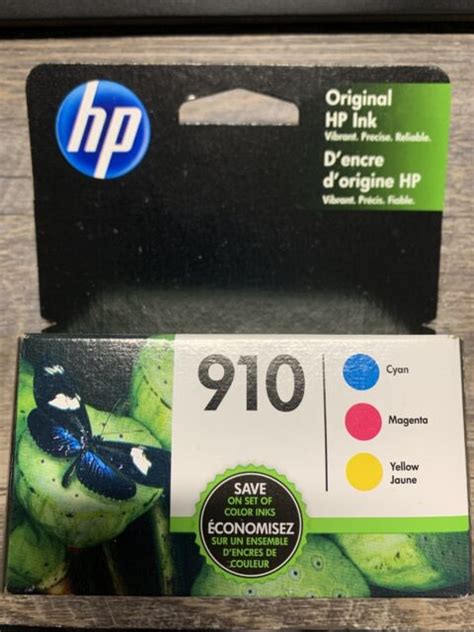 hp
Original
HP Ink
Vibrant. Precise. Reliable.
D'encre
d'origine HP
Vibrant. Précis. Fiable.
910
Cyan
Magenta
Yellow
Jaune
SAVE
ON SET OF
COLOR INKS
ÉCONOMISEZ
SUR UN ENSEMBLE
D'ENCRES DE
COULEUR